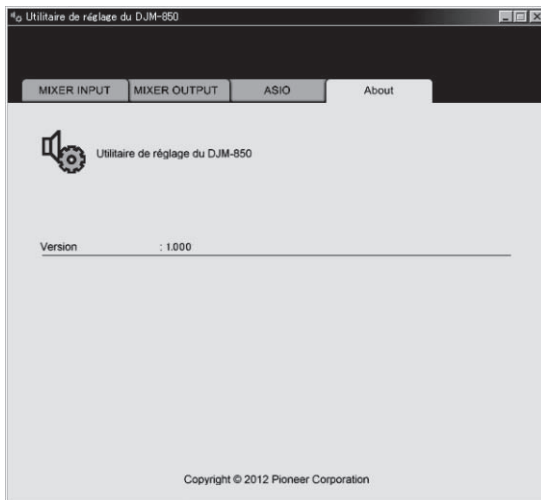 Utilitaire de réglage du DJM-850
MIXER INPUT
MIXER OUTPUT
ASIO
About
Utilitaire de réglage du DJM-850
Version : 1.000
Copyright © 2012 Pioneer Corporation